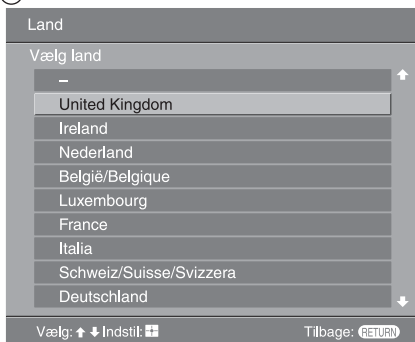 Land
Vælg land
–
United Kingdom
Ireland
Nederland
België/Belgique
Luxembourg
France
Italia
Schweiz/Suisse/Svizzera
Deutschland
Vælg: Indstil: Tilbage: RETURN